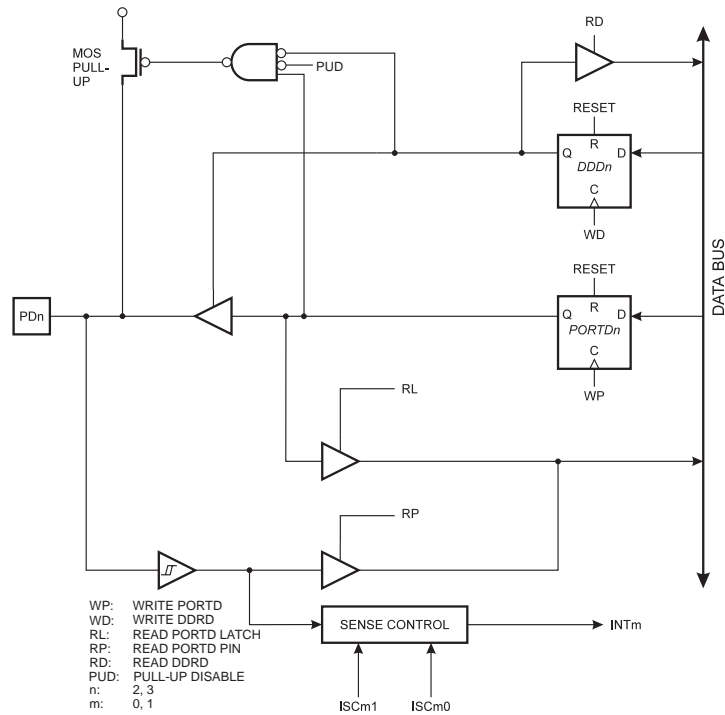 RD
MOS
PULL-
UP
PUD
RESET
R
Q
D
DDDn
C
WD
DATA BUS
RESET
PDn
R
Q
D
PORTDn
C
WP
RL
RP
WP: WRITE PORTD
WD: WRITE DDRD
RL: READ PORTD LATCH
RP: READ PORTD PIN
RD: READ DDRD
PUD: PULL-UP DISABLE
n: 2, 3
m: 0, 1
SENSE CONTROL
INTm
ISCm1
ISCm0